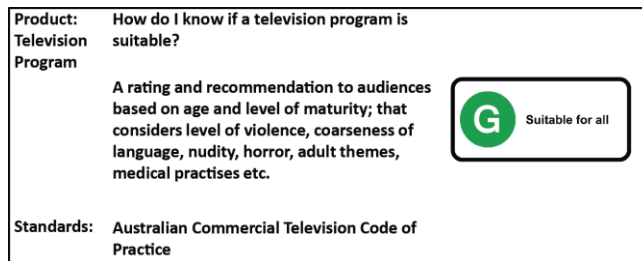 Product: How do I know if a television program is
Television suitable?
Program
A rating and recommendation to audiences
based on age and level of maturity; that
considers level of violence, coarseness of
language, nudity, horror, adult themes,
medical practises etc.
G Suitable for all
Standards: Australian Commercial Television Code of
Practice